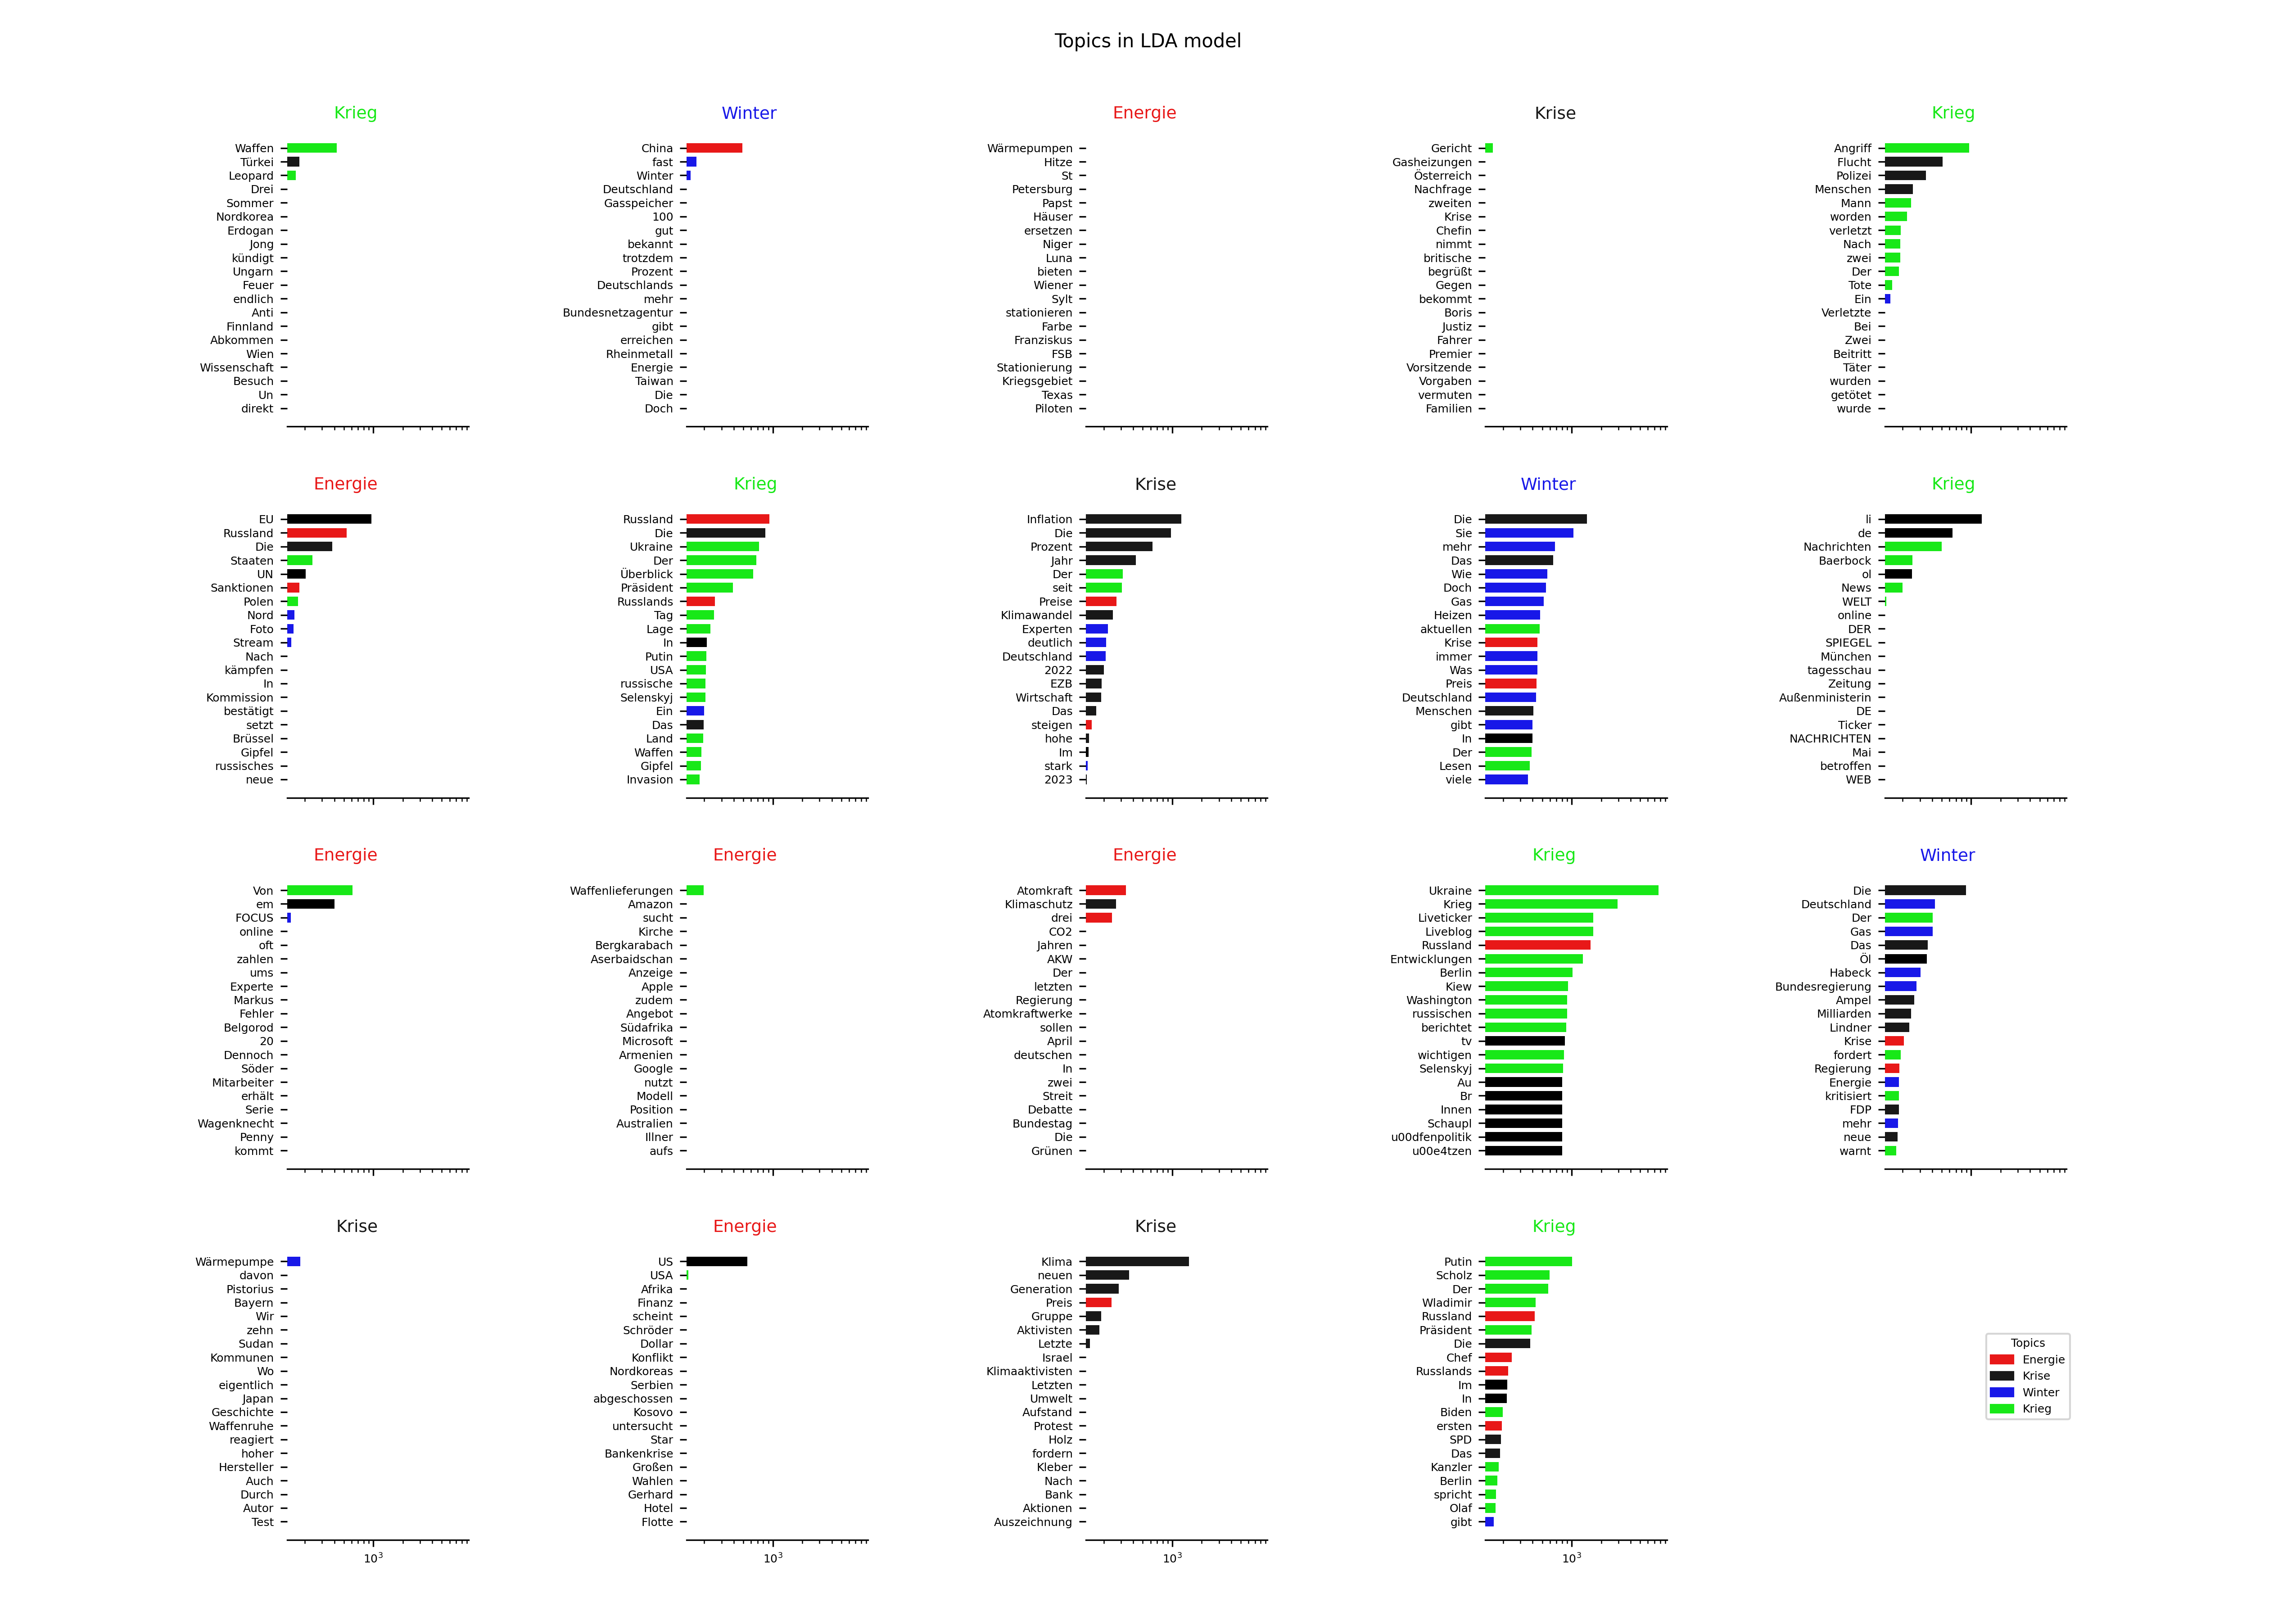 Topics in LDA model
Krieg
Waffen
Türkei
Leopard
Drei
Sommer
Nordkorea
Erdogan
Jong
kündigt
Ungarn
Feuer
endlich
Anti
Finnland
Abkommen
Wien
Wissenschaft
Besuch
Un
direkt
Winter
China
fast
Winter
Deutschland
Gasspeicher
100
gut
bekannt
trotzdem
Prozent
Deutschlands
mehr
Bundesnetzagentur
gibt
erreichen
Rheinmetall
Energie
Taiwan
Die
Doch
Energie
Wärmepumpen
Hitze
St
Petersburg
Papst
Häuser
ersetzen
Niger
Luna
bieten
Wiener
Sylt
stationieren
Farbe
Franziskus
FSB
Stationierung
Kriegsgebiet
Texas
Piloten
Krise
Gericht
Gasheizungen
Österreich
Nachfrage
zweiten
Krise
Chefin
nimmt
britische
begrüßt
Gegen
bekommt
Boris
Justiz
Fahrer
Premier
Vorsitzende
Vorgaben
vermuten
Familien
Krieg
Angriff
Flucht
Polizei
Menschen
Mann
worden
verletzt
Nach
zwei
Der
Tote
Ein
Verletzte
Bei
Zwei
Beitritt
Täter
wurden
getötet
wurde
Energie
EU
Russland
Die
Staaten
UN
Sanktionen
Polen
Nord
Foto
Stream
Nach
kämpfen
In
Kommission
bestätigt
setzt
Brüssel
Gipfel
russisches
neue
Krieg
Russland
Die
Ukraine
Der
Überblick
Präsident
Russlands
Tag
Lage
In
Putin
USA
russische
Selenskyj
Ein
Das
Land
Waffen
Gipfel
Invasion
Krise
Inflation
Die
Prozent
Jahr
Der
seit
Preise
Klimawandel
Experten
deutlich
Deutschland
2022
EZB
Wirtschaft
Das
steigen
hohe
Im
stark
2023
Winter
Die
Sie
mehr
Das
Wie
Doch
Gas
Heizen
aktuellen
Krise
immer
Was
Preis
Deutschland
Menschen
gibt
In
Der
Lesen
viele
Krieg
li
de
Nachrichten
Baerbock
ol
News
WELT
online
DER
SPIEGEL
München
tagesschau
Zeitung
Außenministerin
DE
Ticker
NACHRICHTEN
Mai
betroffen
WEB
Energie
Von
em
FOCUS
online
oft
zahlen
ums
Experte
Markus
Fehler
Belgorod
20
Dennoch
Söder
Mitarbeiter
erhält
Serie
Wagenknecht
Penny
kommt
Energie
Waffenlieferungen
Amazon
sucht
Kirche
Bergkarabach
Aserbaidschan
Anzeige
Apple
zudem
Angebot
Südafrika
Microsoft
Armenien
Google
nutzt
Modell
Position
Australien
Illner
aufs
Energie
Atomkraft
Klimaschutz
drei
CO2
Jahren
AKW
Der
letzten
Regierung
Atomkraftwerke
sollen
April
deutschen
In
zwei
Streit
Debatte
Bundestag
Die
Grünen
Krieg
Ukraine
Krieg
Liveticker
Liveblog
Russland
Entwicklungen
Berlin
Kiew
Washington
russischen
berichtet
tv
wichtigen
Selenskyj
Au
Br
Innen
Schaupl
u00dfenpolitik
u00e4tzen
Winter
Die
Deutschland
Der
Gas
Das
Öl
Habeck
Bundesregierung
Ampel
Milliarden
Lindner
Krise
fordert
Regierung
Energie
kritisiert
FDP
mehr
neue
warnt
Krise
Wärmepumpe
davon
Pistorius
Bayern
Wir
zehn
Sudan
Kommunen
Wo
eigentlich
Japan
Geschichte
Waffenruhe
reagiert
hoher
Hersteller
Auch
Durch
Autor
Test
10³
Energie
US
USA
Afrika
Finanz
scheint
Schröder
Dollar
Konflikt
Nordkoreas
Serbien
abgeschossen
Kosovo
untersucht
Star
Bankenkrise
Großen
Wahlen
Gerhard
Hotel
Flotte
10³
Krise
Klima
neuen
Generation
Preis
Gruppe
Aktivisten
Letzte
Israel
Klimaaktivisten
Letzten
Umwelt
Aufstand
Protest
Holz
fordern
Kleber
Nach
Bank
Aktionen
Auszeichnung
10³
Krieg
Putin
Scholz
Der
Wladimir
Russland
Präsident
Die
Chef
Russlands
Im
In
Biden
ersten
SPD
Das
Kanzler
Berlin
spricht
Olaf
gibt
10³
Topics
Energie
Krise
Winter
Krieg